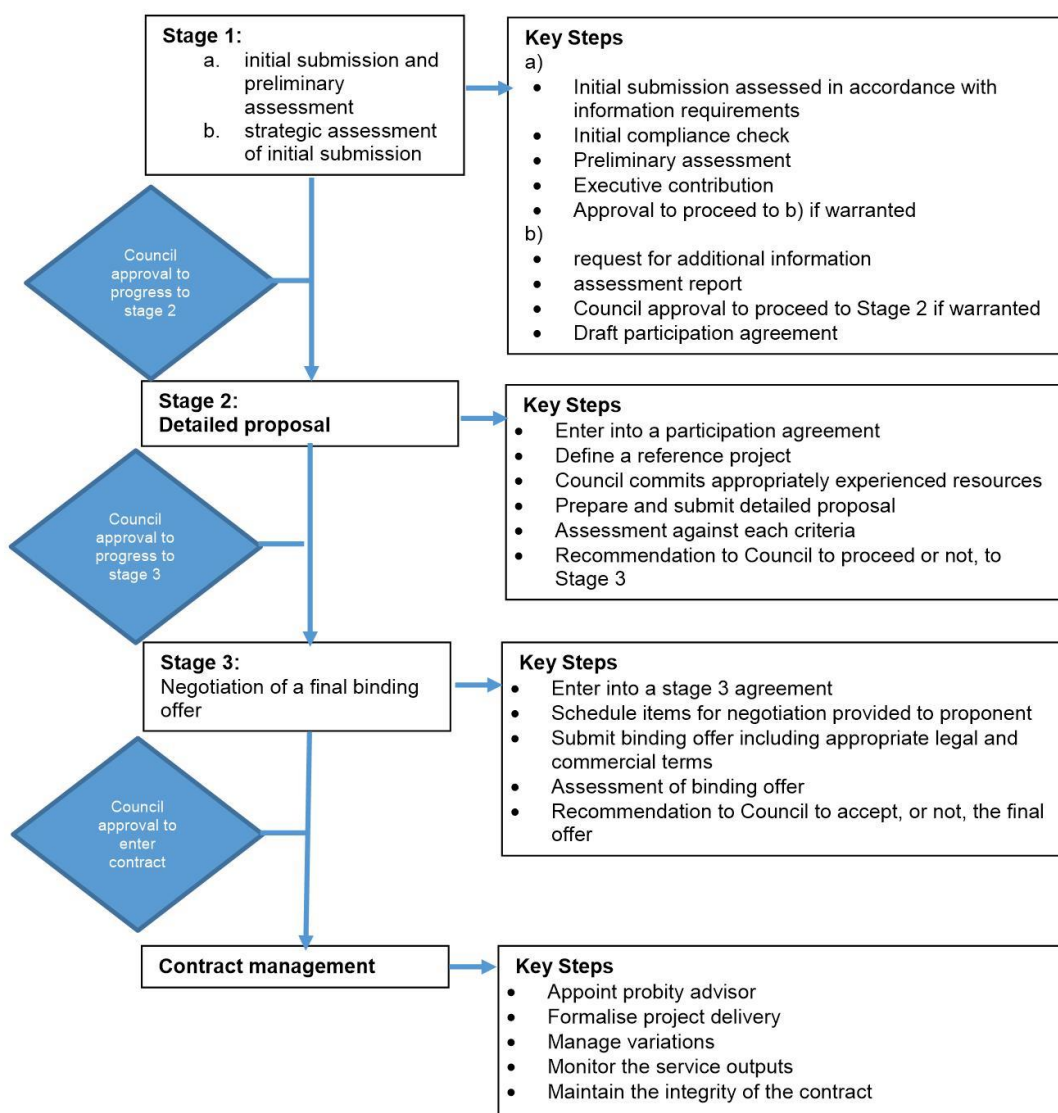 Stage 1:
a. initial submission and
preliminary
assessment
b. strategic assessment
of initial submission
Key Steps
a)
• Initial submission assessed in accordance with
information requirements
• Initial compliance check
• Preliminary assessment
• Executive contribution
• Approval to proceed to b) if warranted
b)
• request for additional information
• assessment report
• Council approval to proceed to Stage 2 if warranted
• Draft participation agreement
Council
approval to
progress to
stage 2
Stage 2:
Detailed proposal
Key Steps
• Enter into a participation agreement
• Define a reference project
• Council commits appropriately experienced resources
• Prepare and submit detailed proposal
• Assessment against each criteria
• Recommendation to Council to proceed or not, to
Stage 3
Council
approval to
progress to
stage 3
Stage 3:
Negotiation of a final binding
offer
Key Steps
• Enter into a stage 3 agreement
• Schedule items for negotiation provided to proponent
• Submit binding offer including appropriate legal and
commercial terms
• Assessment of binding offer
• Recommendation to Council to accept, or not, the final
offer
Council
approval to
enter
contract
Contract management
Key Steps
• Appoint probity advisor
• Formalise project delivery
• Manage variations
• Monitor the service outputs
• Maintain the integrity of the contract